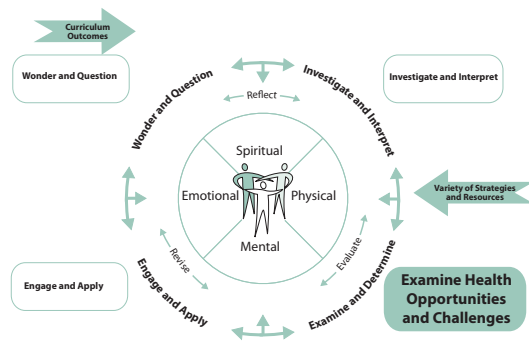 Curriculum
Outcomes
Wonder and Question
Investigate and Interpret
Wonder and Question
Investigate and Interpret
Reflect
Spiritual
Emotional
Physical
Mental
Variety of Strategies
and Resources
Revise
Evaluate
Engage and Apply
Engage and Apply
Examine and Determine
Examine Health
Opportunities
and Challenges